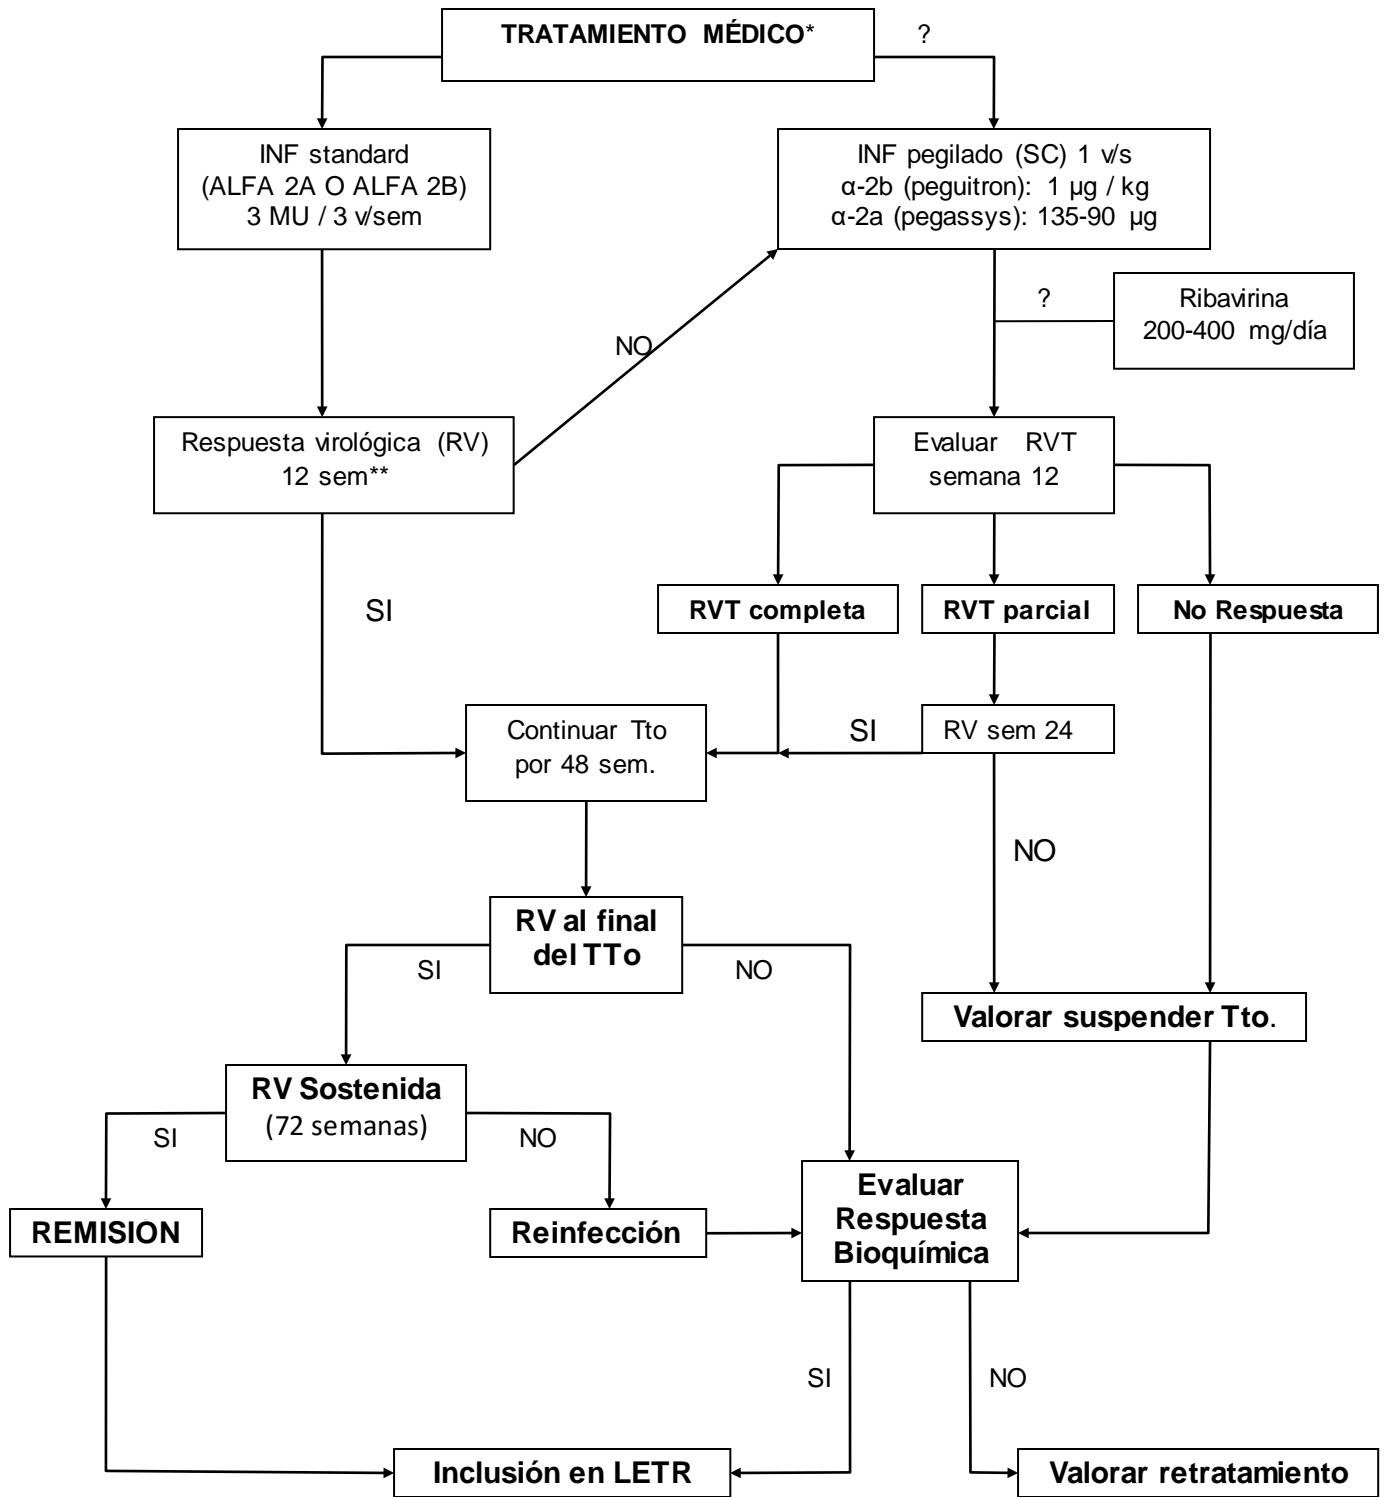 TRATAMIENTO MÉDICO*
?
INF standard
(ALFA 2A O ALFA 2B)
3 MU / 3 v/sem
INF pegilado (SC) 1 v/s
α-2b (peguitron): 1 µg / kg
α-2a (pegassys): 135-90 µg
?
Ribavirina
200-400 mg/día
NO
Respuesta virológica (RV)
12 sem**
Evaluar RVT
semana 12
SI
RVT completa
RVT parcial
No Respuesta
Continuar Tto
por 48 sem.
SI
RV sem 24
NO
RV al final
del TTo
SI
NO
Valorar suspender Tto.
RV Sostenida
(72 semanas)
SI
NO
REMISION
Reinfección
Evaluar
Respuesta
Bioquímica
SI
NO
Inclusión en LETR
Valorar retratamiento